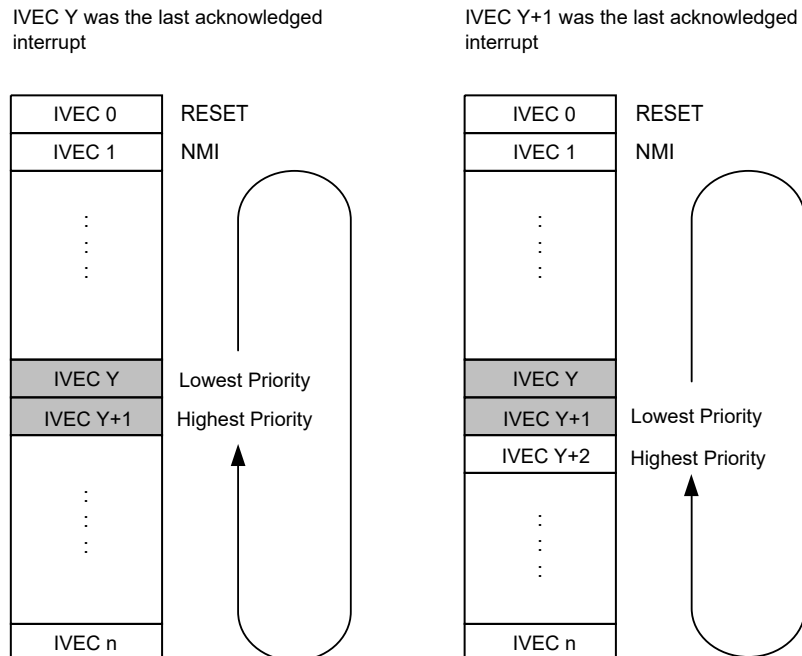 IVEC Y was the last acknowledged
interrupt
IVEC 0 RESET
IVEC 1 NMI
⋮
IVEC Y Lowest Priority
IVEC Y+1 Highest Priority
⋮
IVEC n
IVEC Y+1 was the last acknowledged
interrupt
IVEC 0 RESET
IVEC 1 NMI
⋮
IVEC Y
IVEC Y+1 Lowest Priority
IVEC Y+2 Highest Priority
⋮
IVEC n